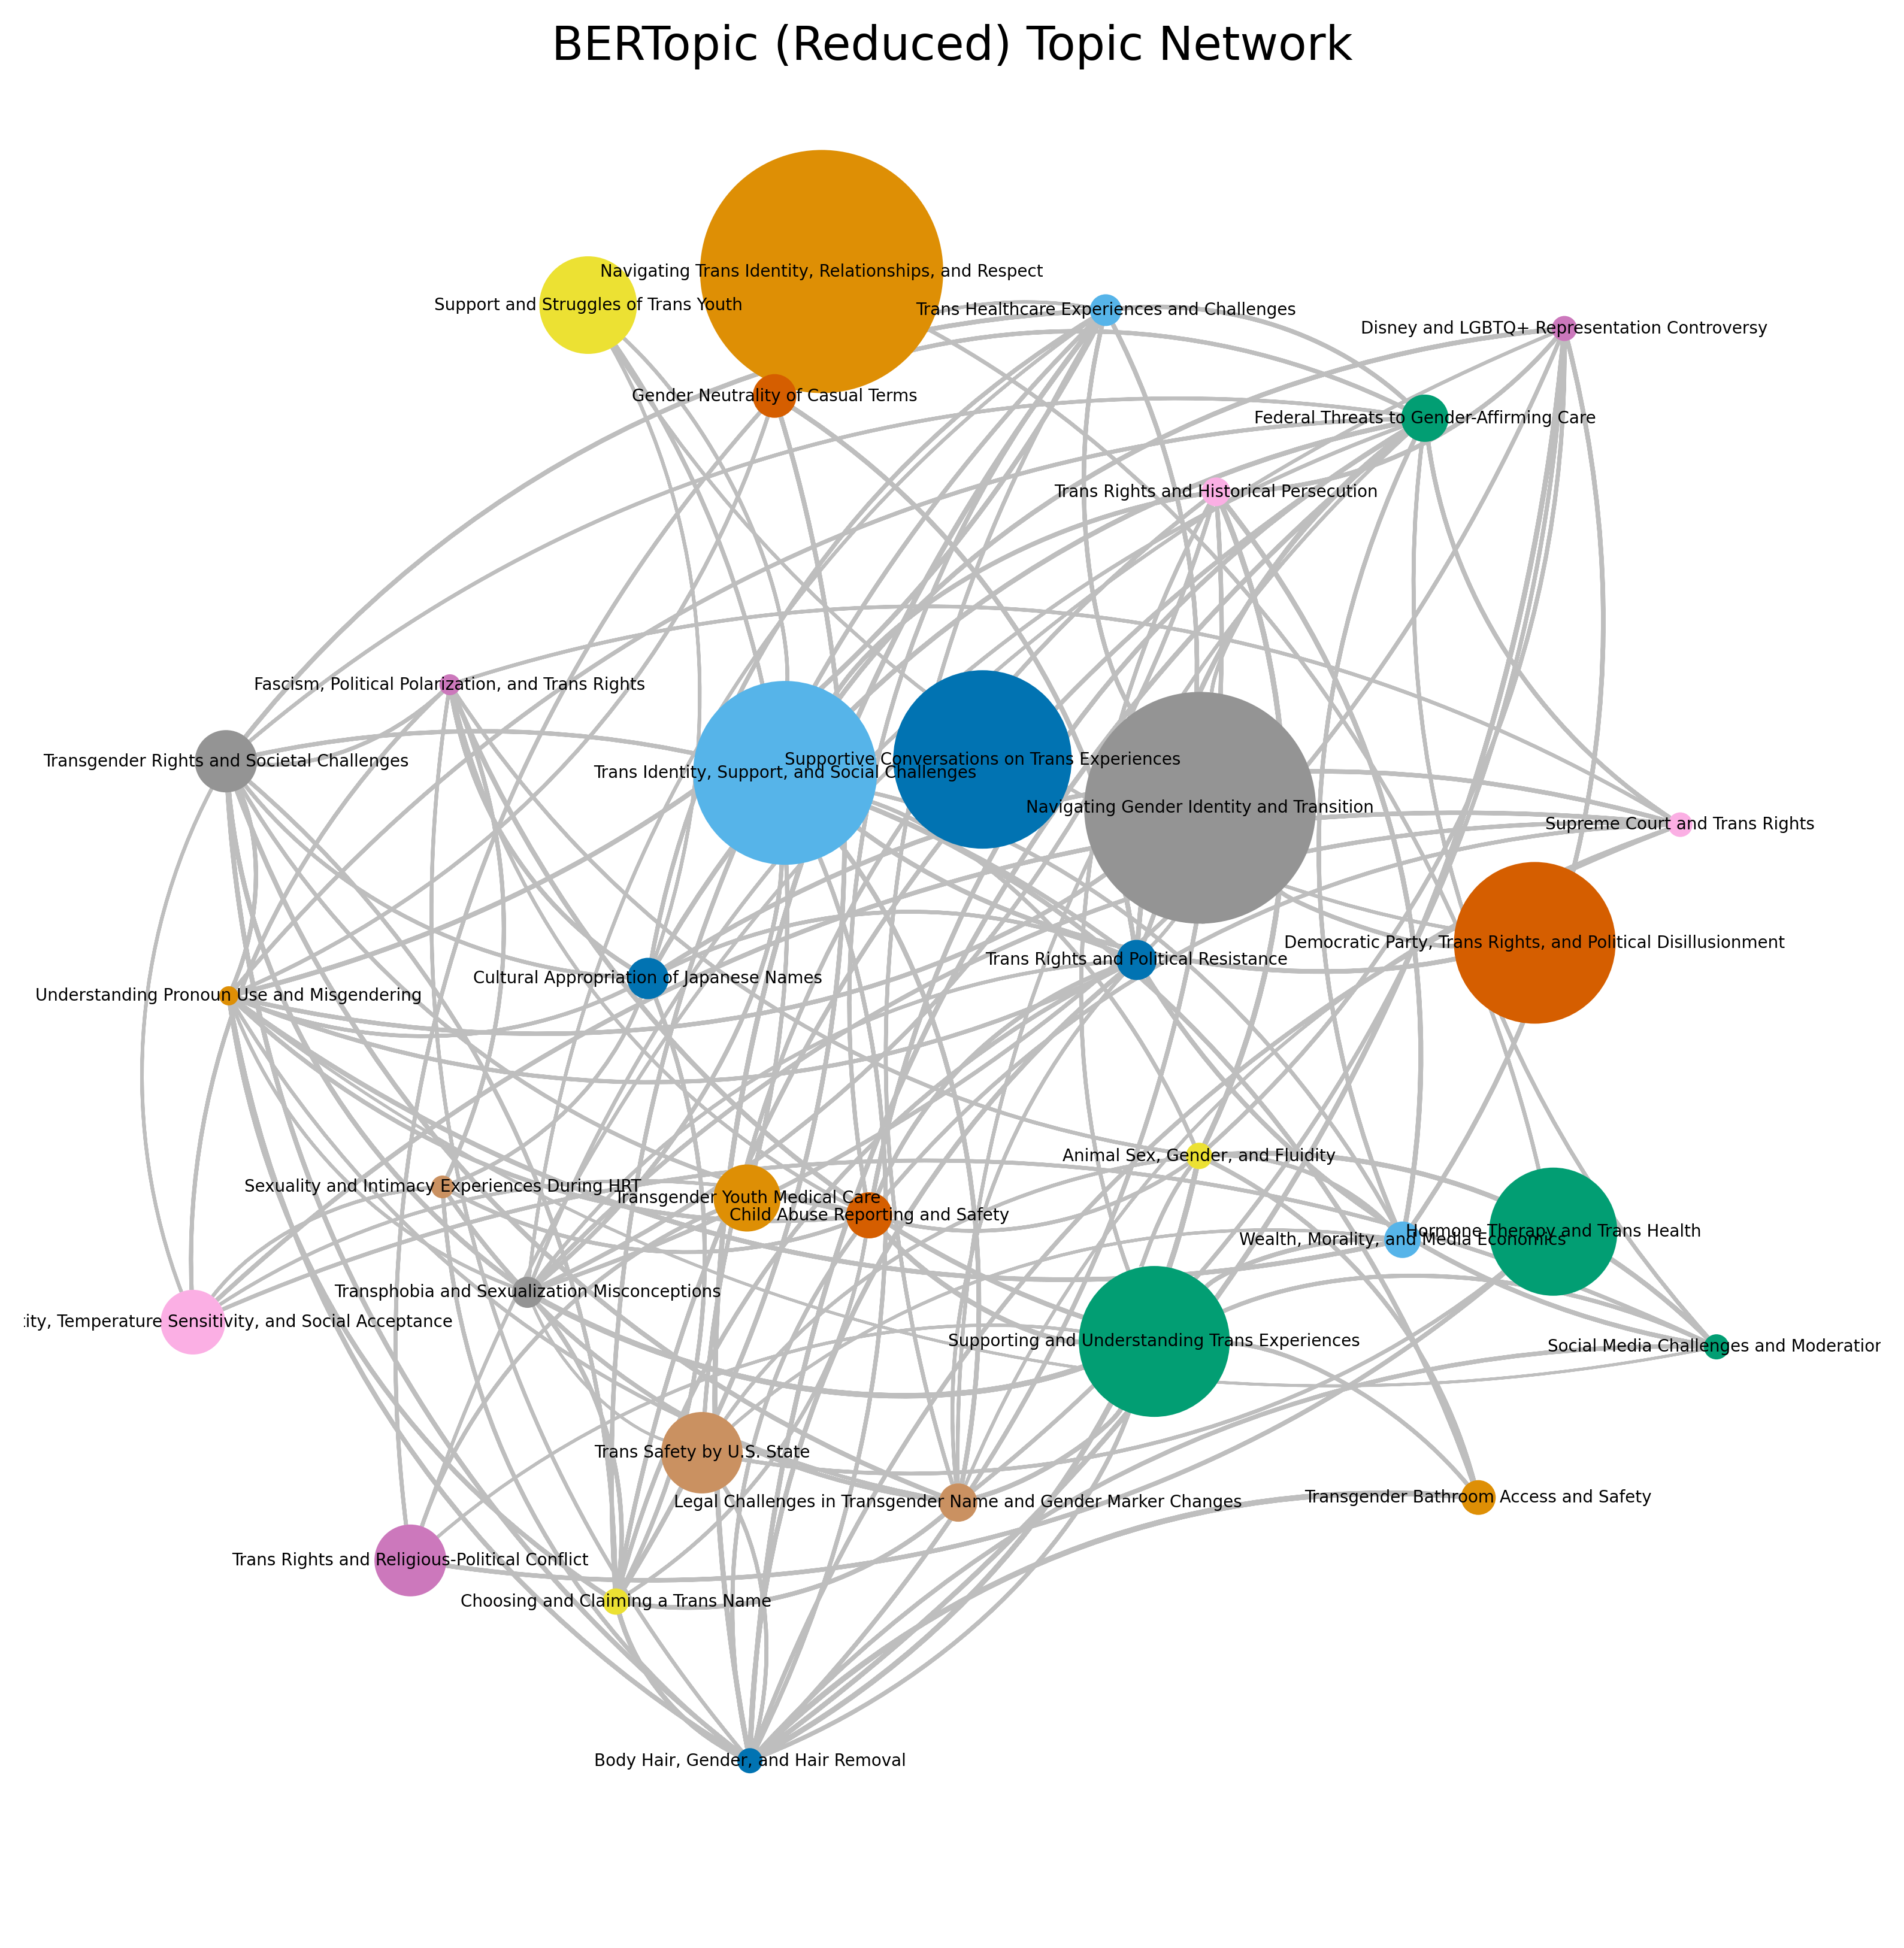 BERTopic (Reduced) Topic Network
Navigating Trans Identity, Relationships, and Respect
Support and Struggles of Trans Youth
Trans Healthcare Experiences and Challenges
Disney and LGBTQ+ Representation Controversy
Gender Neutrality of Casual Terms
Federal Threats to Gender-Affirming Care
Trans Rights and Historical Persecution
Fascism, Political Polarization, and Trans Rights
Transgender Rights and Societal Challenges
Supportive Conversations on Trans Experiences
Trans Identity, Support, and Social Challenges
Navigating Gender Identity and Transition
Supreme Court and Trans Rights
Democratic Party, Trans Rights, and Political Disillusionment
Trans Rights and Political Resistance
Cultural Appropriation of Japanese Names
Understanding Pronoun Use and Misgendering
Animal Sex, Gender, and Fluidity
Sexuality and Intimacy Experiences During HRT
Transgender Youth Medical Care
Child Abuse Reporting and Safety
Hormone Therapy and Trans Health
Wealth, Morality, and Media Economics
Transphobia and Sexualization Misconceptions
ity, Temperature Sensitivity, and Social Acceptance
Supporting and Understanding Trans Experiences
Social Media Challenges and Moderation
Trans Safety by U.S. State
Legal Challenges in Transgender Name and Gender Marker Changes
Transgender Bathroom Access and Safety
Trans Rights and Religious-Political Conflict
Choosing and Claiming a Trans Name
Body Hair, Gender, and Hair Removal